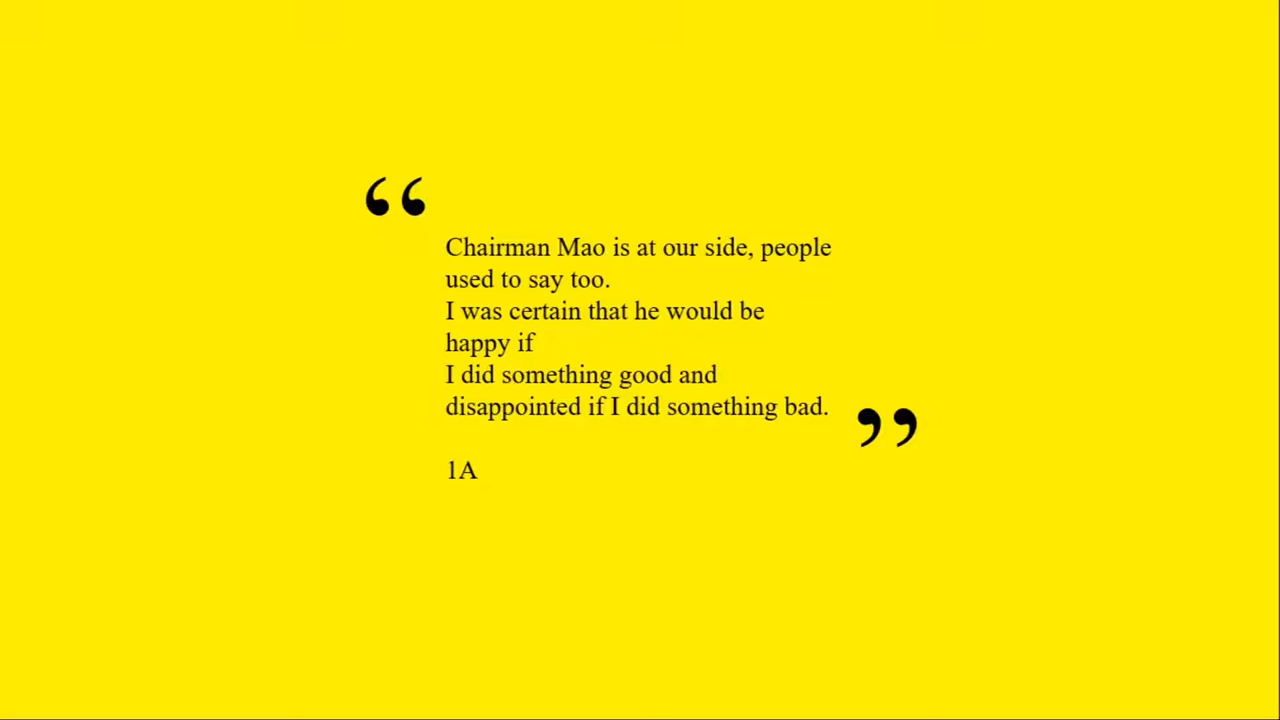 “
Chairman Mao is at our side, people
used to say too.
I was certain that he would be
happy if
I did something good and
disappointed if I did something bad.
”
1A